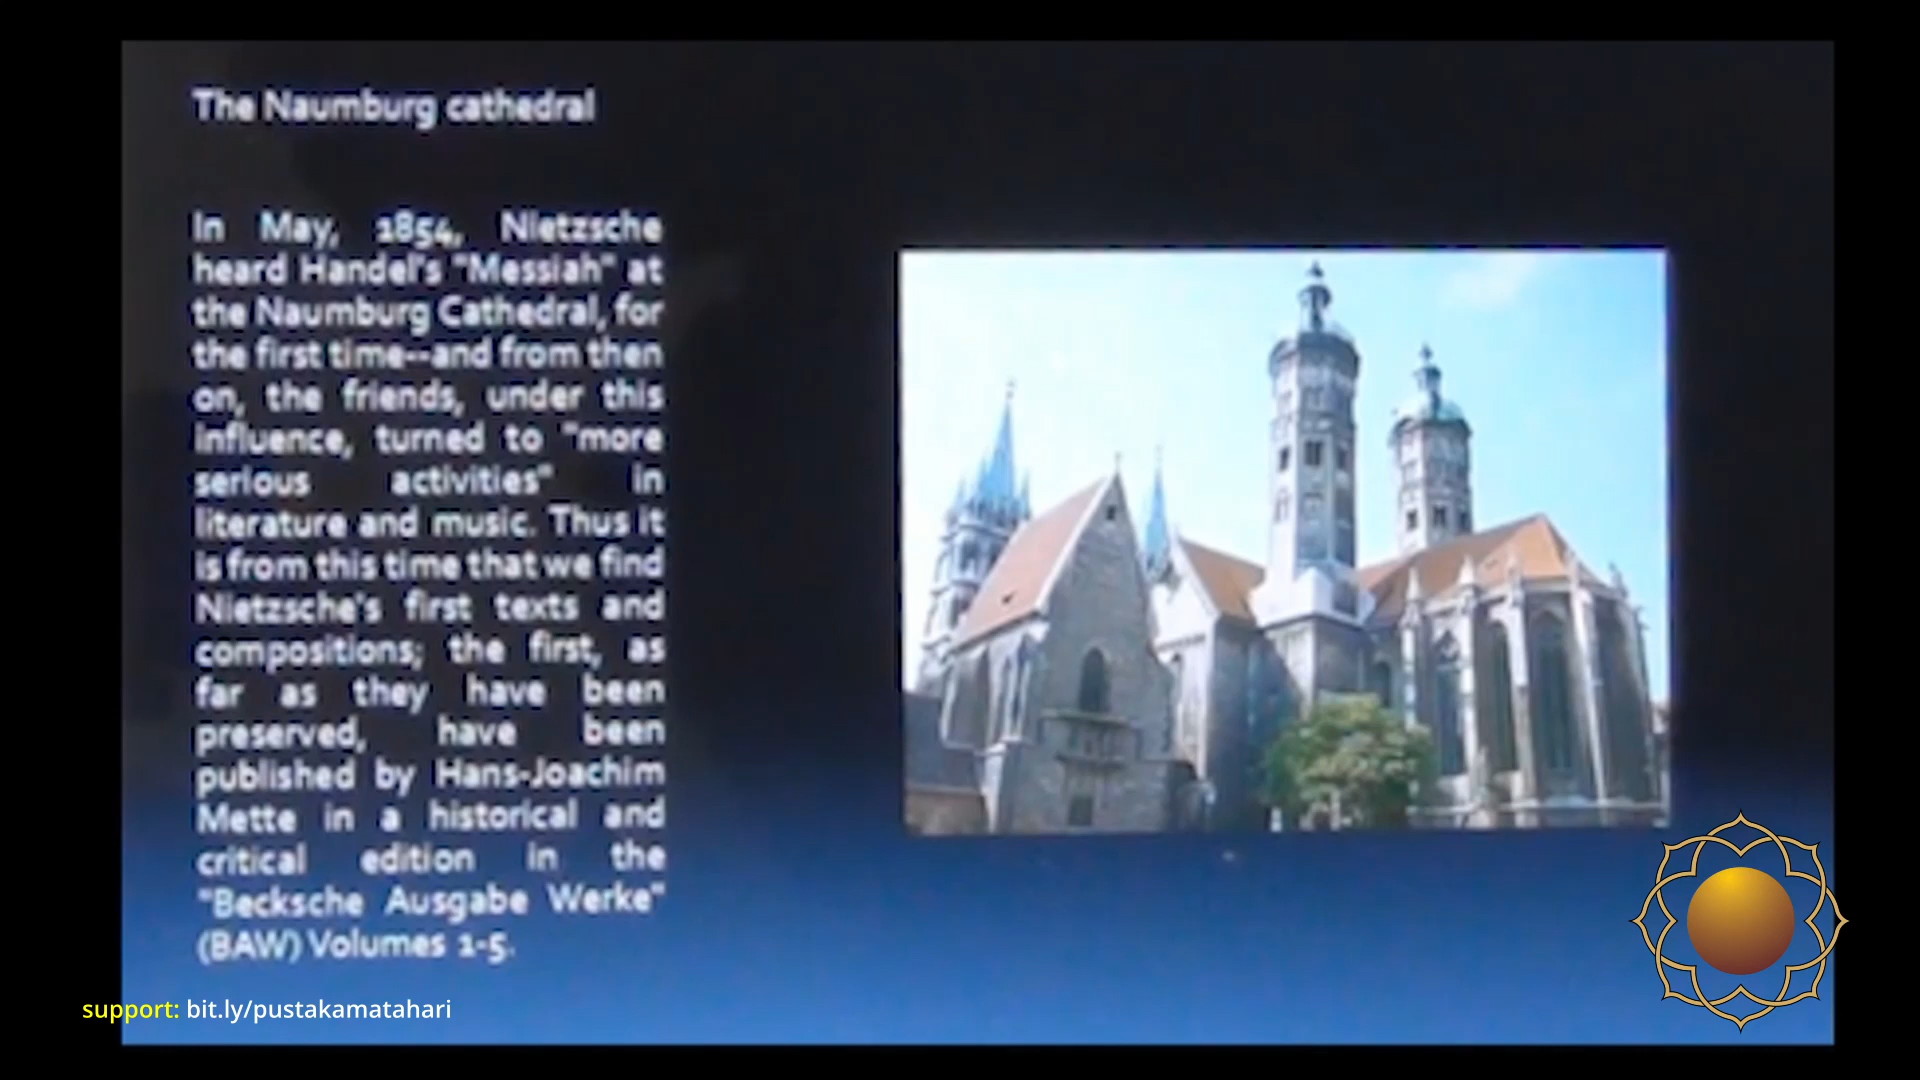 The Naumburg cathedral
In May, 1854, Nietzsche
heard Handel's "Messiah" at
the Naumburg Cathedral, for
the first time--and from then
on, the friends, under this
influence, turned to "more
serious activities" in
literature and music. Thus it
is from this time that we find
Nietzsche's first texts and
compositions; the first, as
far as they have been
preserved, have been
published by Hans-Joachim
Mette in a historical and
critical edition in the
"Becksche Ausgabe Werke"
(BAW) Volumes 1-5.
support: bit.ly/pustakamatahari